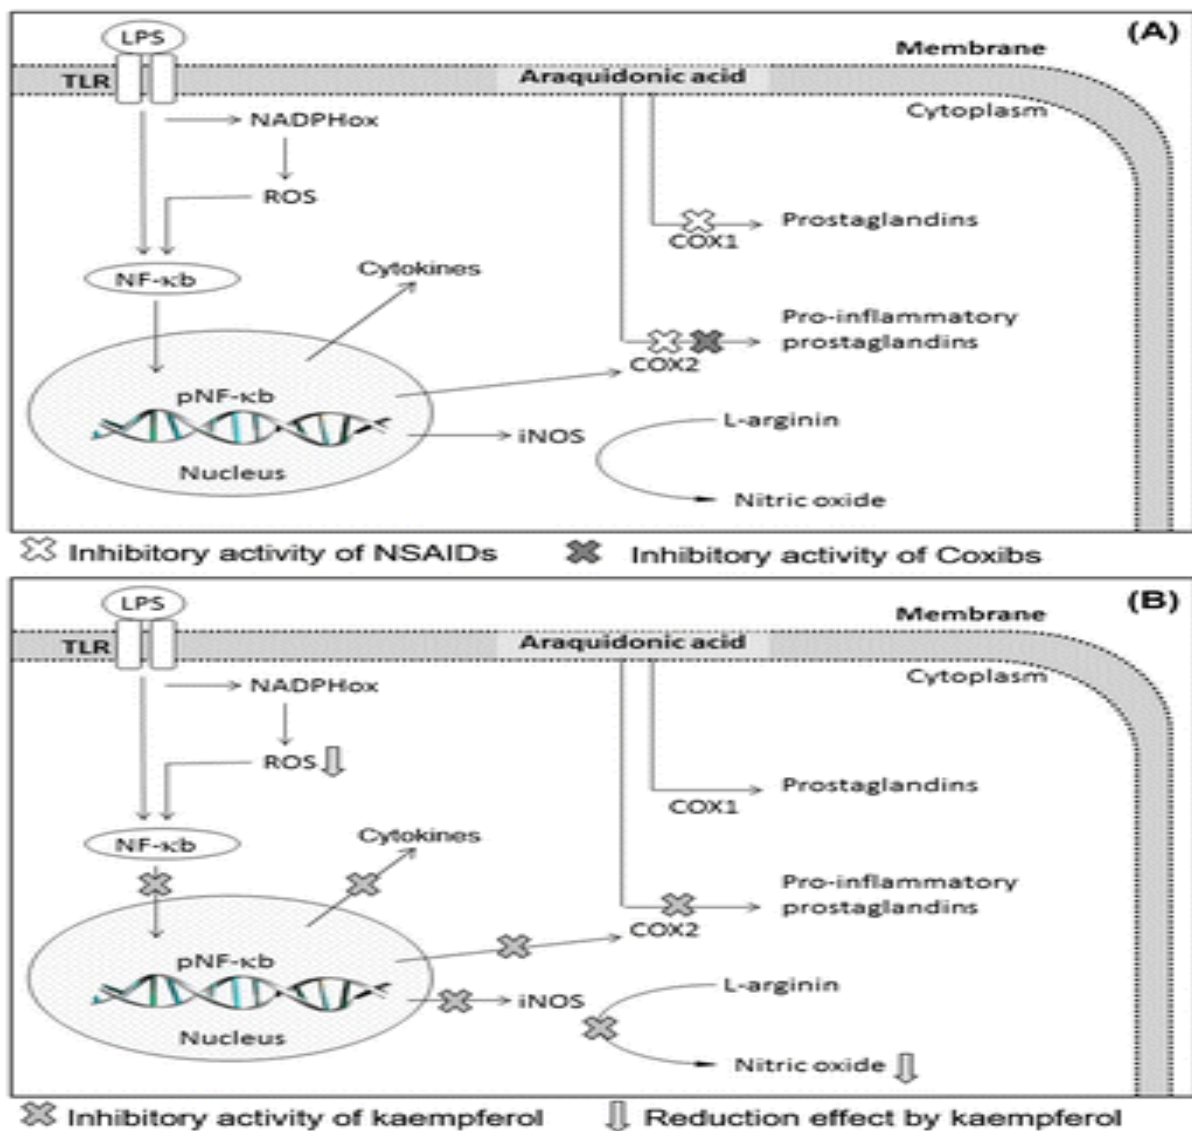 (A)
LPS
Membrane
TLR
Araquidonic acid
Cytoplasm
NADPHox
ROS
Prostaglandins
COX1
NF-κb
Cytokines
Pro-inflammatory
prostaglandins
COX2
pNF-κb
L-arginin
iNOS
Nucleus
Nitric oxide
Inhibitory activity of NSAIDs
Inhibitory activity of Coxibs
(B)
LPS
Membrane
TLR
Araquidonic acid
Cytoplasm
NADPHox
ROS
Prostaglandins
COX1
NF-κb
Cytokines
Pro-inflammatory
prostaglandins
COX2
pNF-κb
L-arginin
iNOS
Nucleus
Nitric oxide
Inhibitory activity of kaempferol
Reduction effect by kaempferol